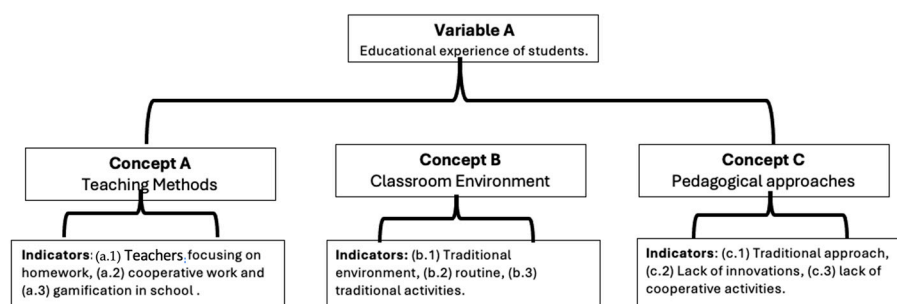 Variable A
Educational experience of students.
Concept A
Teaching Methods
Concept B
Classroom Environment
Concept C
Pedagogical approaches
Indicators: (a.1) Teachers focusing on
homework, (a.2) cooperative work and
(a.3) gamification in school .
Indicators: (b.1) Traditional
environment, (b.2) routine, (b.3)
traditional activities.
Indicators: (c.1) Traditional approach,
(c.2) Lack of innovations, (c.3) lack of
cooperative activities.